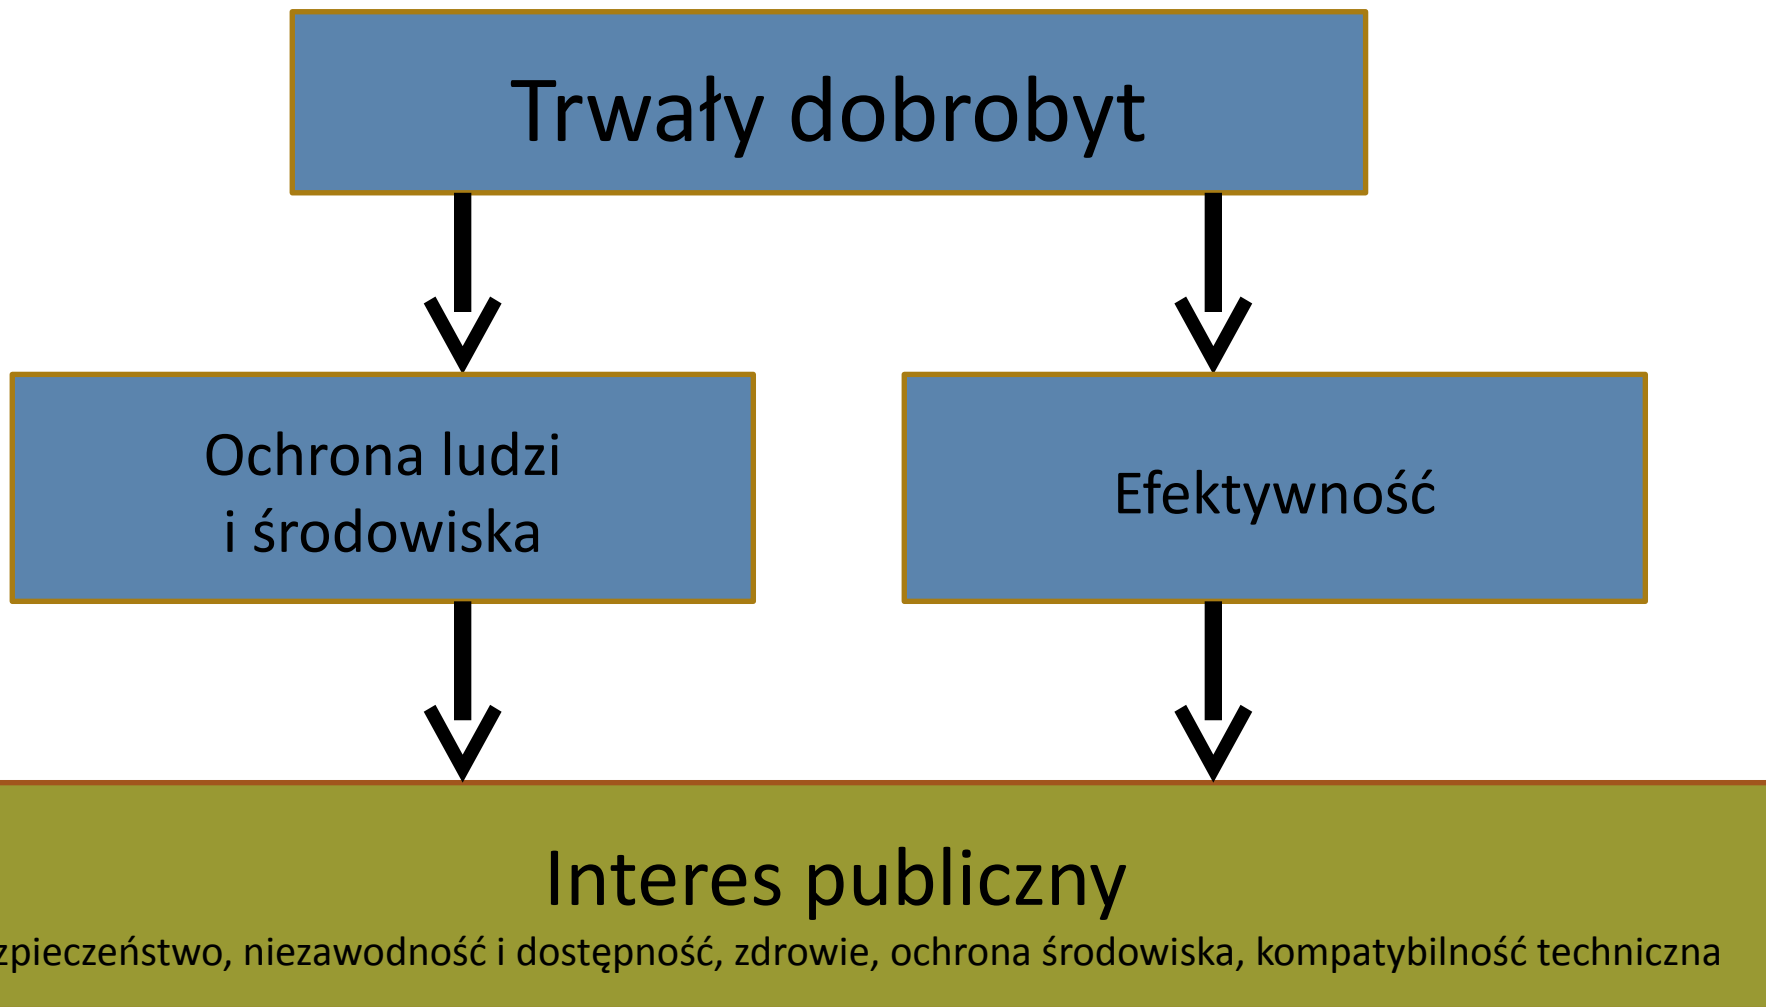 Trwały dobrobyt
Ochrona ludzi
i środowiska
Efektywność
Interes publiczny
zpieczeństwo, niezawodność i dostępność, zdrowie, ochrona środowiska, kompatybilność techniczna